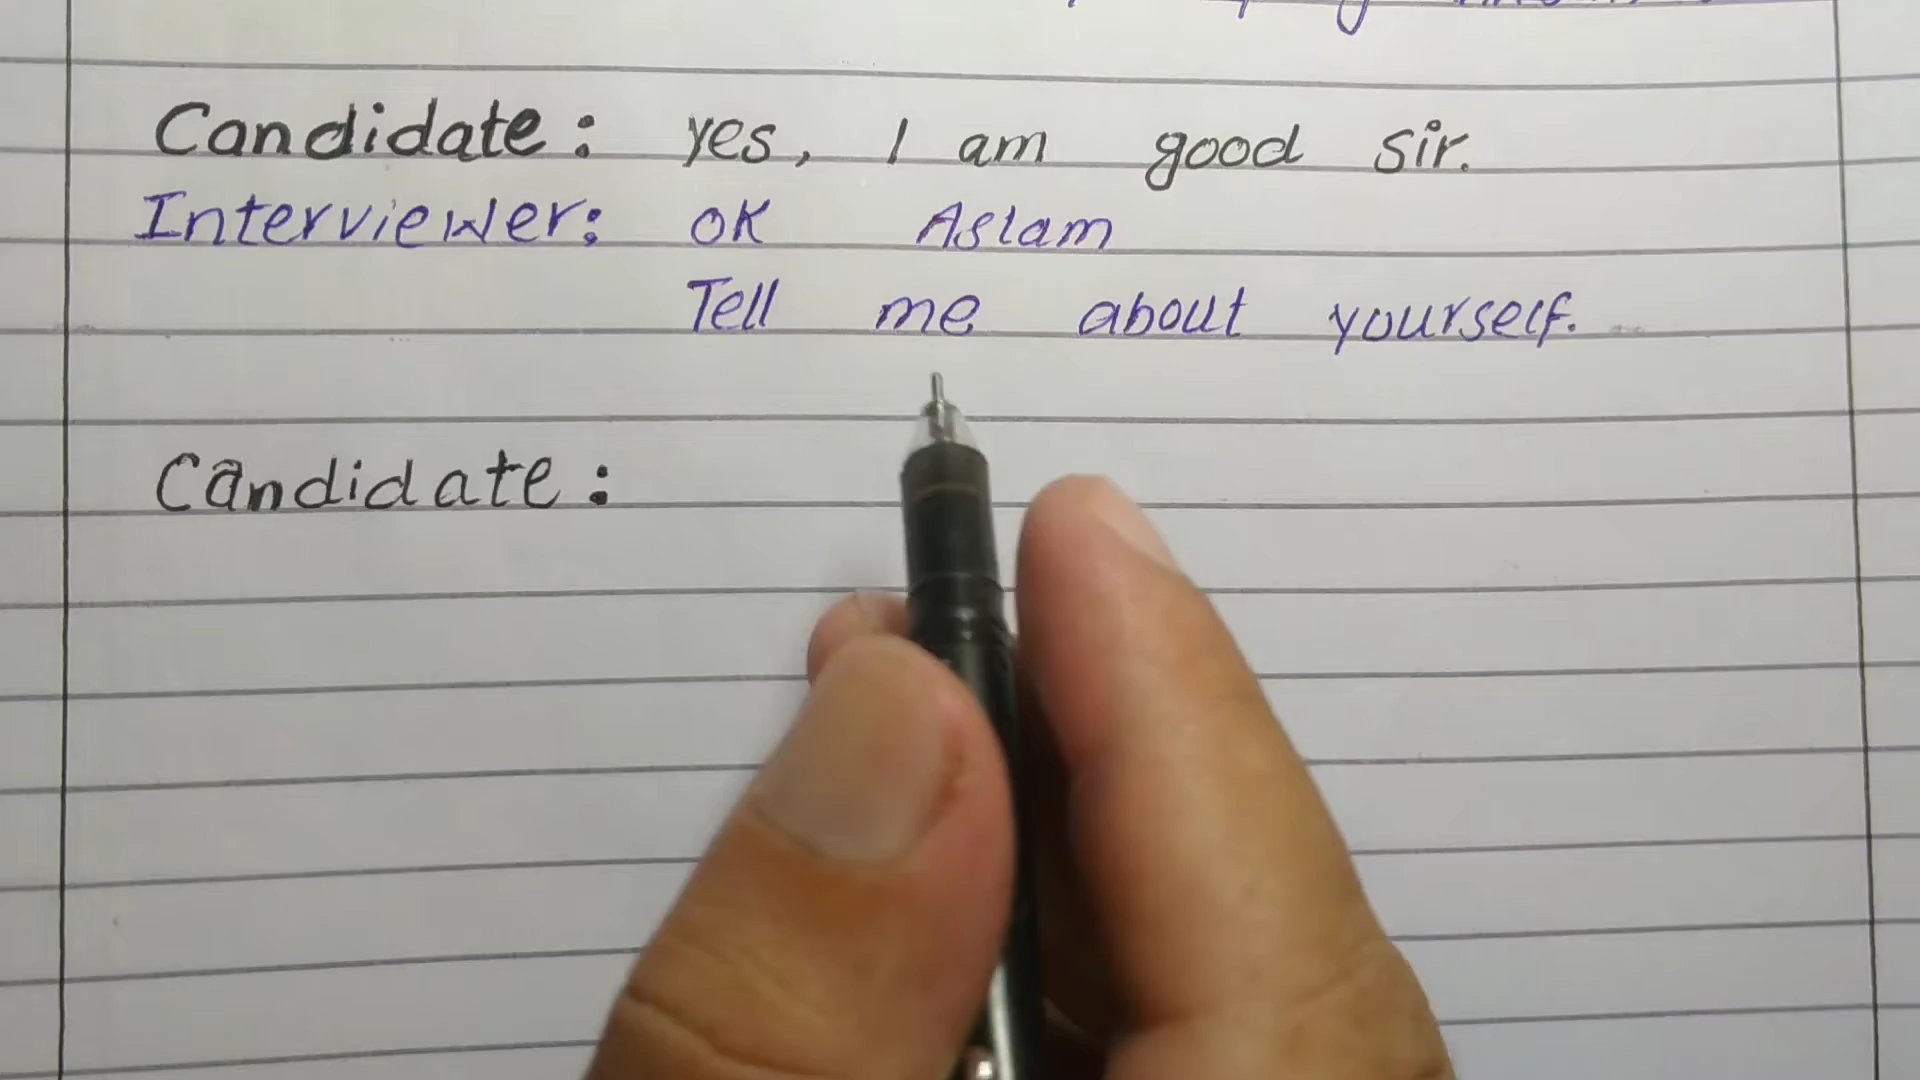 Candidate: yes, I am good sir.
Interviewer: OK Aslam
Tell me about yourself.
Candidate: